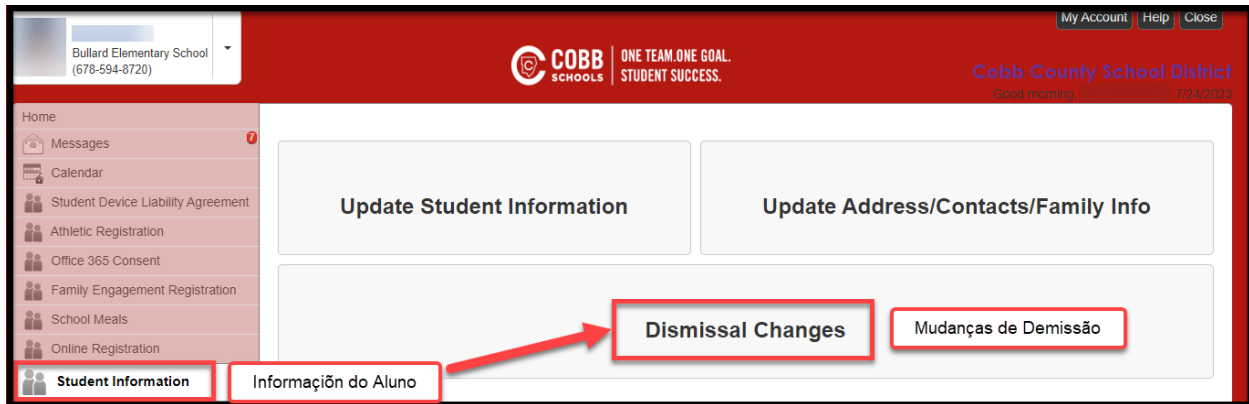 My Account Help Close
Bullard Elementary School
(678-594-8720)
COBB SCHOOLS
ONE TEAM.ONE GOAL.
STUDENT SUCCESS.
Cobb County School District
Good morning, 7/24/2023
Home
Messages 7
Calendar
Student Device Liability Agreement
Athletic Registration
Office 365 Consent
Family Engagement Registration
School Meals
Online Registration
Student Information
Informaçiõn do Aluno
Update Student Information
Update Address/Contacts/Family Info
Dismissal Changes
Mudanças de Demissão